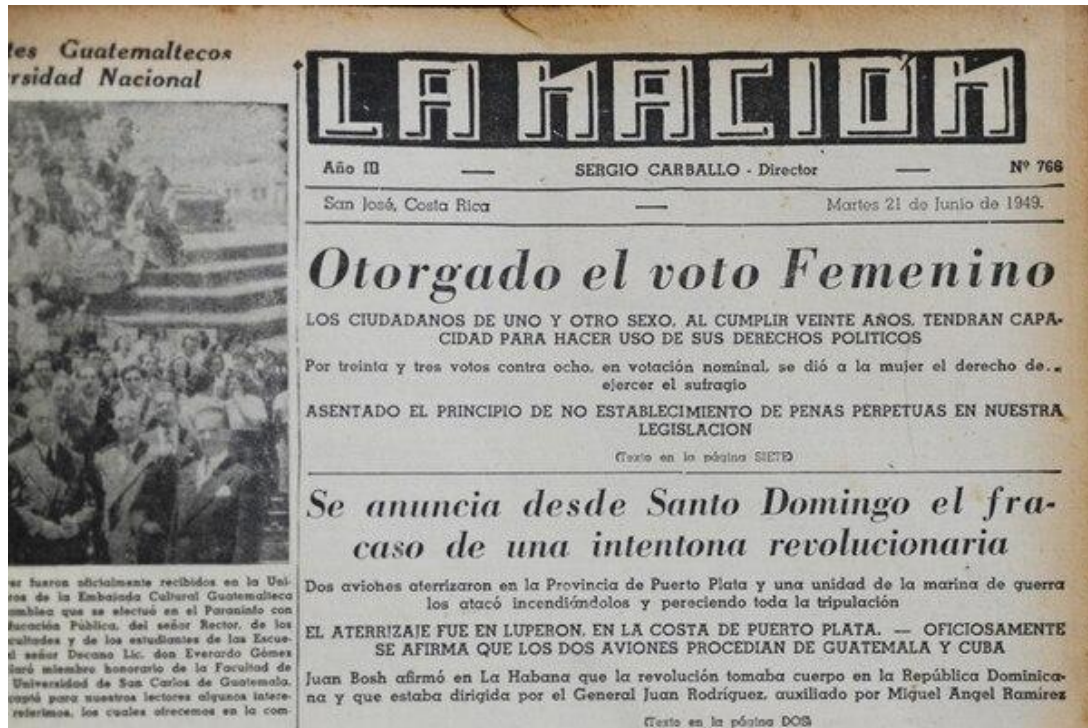 tes Guatemaltecos
rsidad Nacional
LA NACION
Año III — SERGIO CARBALLO - Director — Nº 766
San José, Costa Rica — Martes 21 de Junio de 1949.
Otorgado el voto Femenino
LOS CIUDADANOS DE UNO Y OTRO SEXO, AL CUMPLIR VEINTE AÑOS, TENDRAN CAPA-
CIDAD PARA HACER USO DE SUS DERECHOS POLITICOS
Por treinta y tres votos contra ocho, en votación nominal, se dió a la mujer el derecho de..
ejercer el sufragio
ASENTADO EL PRINCIPIO DE NO ESTABLECIMIENTO DE PENAS PERPETUAS EN NUESTRA
LEGISLACION
(Texto en la página SIETE)
Se anuncia desde Santo Domingo el fra-
caso de una intentona revolucionaria
Dos aviones aterrizaron en la Provincia de Puerto Plata y una unidad de la marina de guerra
los atacó incendiándolos y pereciendo toda la tripulación
EL ATERRIZAJE FUE EN LUPERON, EN LA COSTA DE PUERTO PLATA. — OFICIOSAMENTE
SE AFIRMA QUE LOS DOS AVIONES PROCEDIAN DE GUATEMALA Y CUBA
Juan Bosh afirmó en La Habana que la revolución tomaba cuerpo en la República Dominica-
na y que estaba dirigida por el General Juan Rodríguez, auxiliado por Miguel Angel Ramírez
(Texto en la página DOS)
er fueron oficialmente recibidos en la Uni-
ros de la Embajada Cultural Guatemalteca
amblea que se efectuó en el Paraninfo con
ducación Pública, del señor Rector, de los
cultades y de los estudiantes de las Escue-
l señor Decano Lic. don Everardo Gómez
laró miembro honorario de la Facultad de
Universidad de San Carlos de Guatemala.
captó para nuestros lectores algunos intere-
referimos, los cuales ofrecemos en la com-